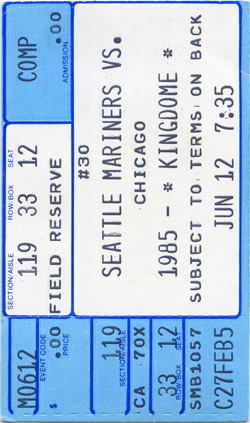 M0612 119 33 12 COMP
EVENT CODE SECTION/AISLE ROW/BOX SEAT
$ PRICE .00 FIELD RESERVE ADMISSION .00
#30
SEATTLE MARINERS VS.
CHICAGO
1985 - * KINGDOME *
SUBJECT TO TERMS ON BACK
JUN 12 7:35
119
SECTION/AISLE
CA 70X
33 12
ROW/BOX SEAT
SMB1057
C27FEB5